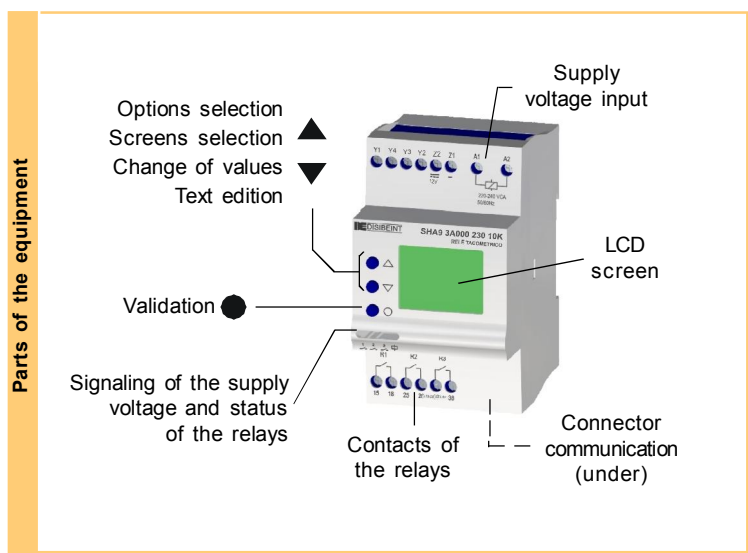 Parts of the equipment
Supply
voltage input
Options selection
Screens selection
Change of values
Text edition
Y1 Y4 Y3 Y2 Z2 Z1 A1 A2
12V
DISIBEINT
SHA9 3A000 230 10K
LCD
screen
Validation
R1 R2 R3
15 18 25
Signaling of the supply
voltage and status
of the relays
Contacts of
the relays
Connector
communication
(under)